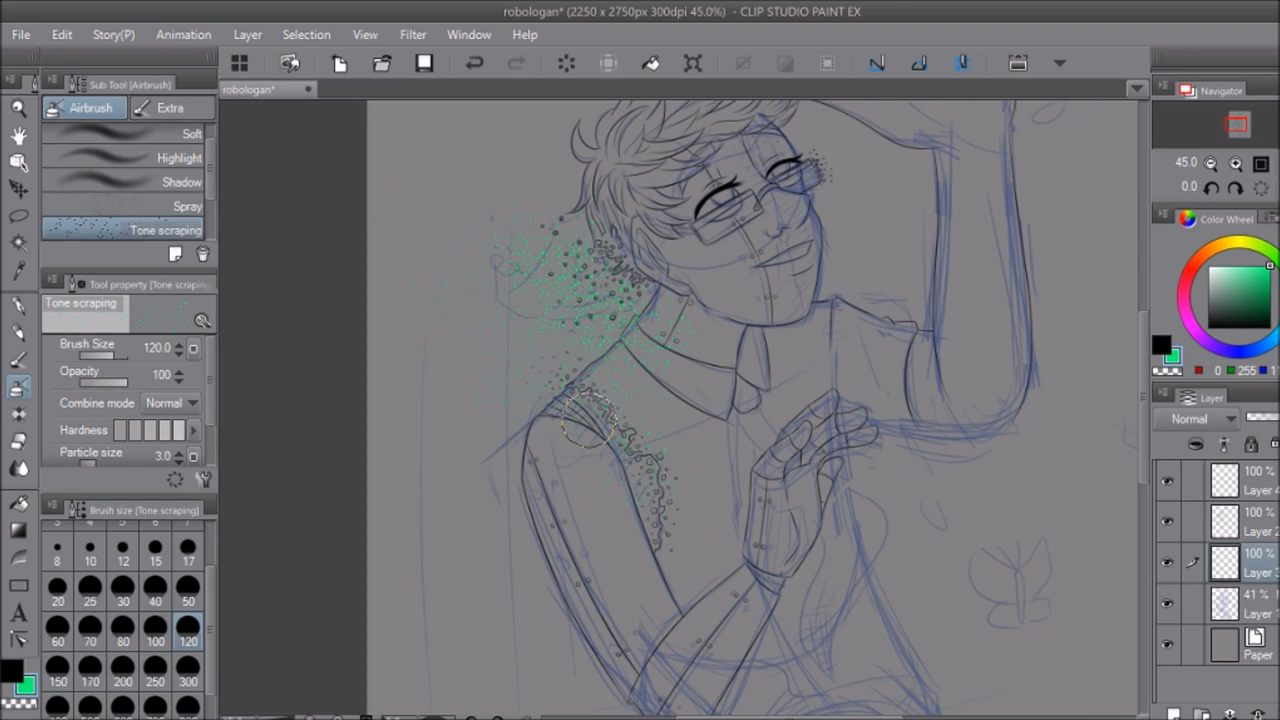 robologan* (2250 x 2750px 300dpi 45.0%) - CLIP STUDIO PAINT EX
File Edit Story(P) Animation Layer Selection View Filter Window Help
Sub Tool [Airbrush]
Airbrush Extra
Soft
Highlight
Shadow
Spray
Tone scraping
Tool property [Tone scraping
Tone scraping
Brush Size 120.0
Opacity 100
Combine mode Normal
Hardness
Particle size 3.0
Brush size [Tone scraping]
8 10 12 15 17
20 25 30 40 50
60 70 80 100 120
150 170 200 250 300
robologan*
Navigator
45.0
0.0
Color Wheel
0 255
Layer
Normal
100 %
Layer
100 %
Layer
100 %
Layer
41 %
Layer
Paper